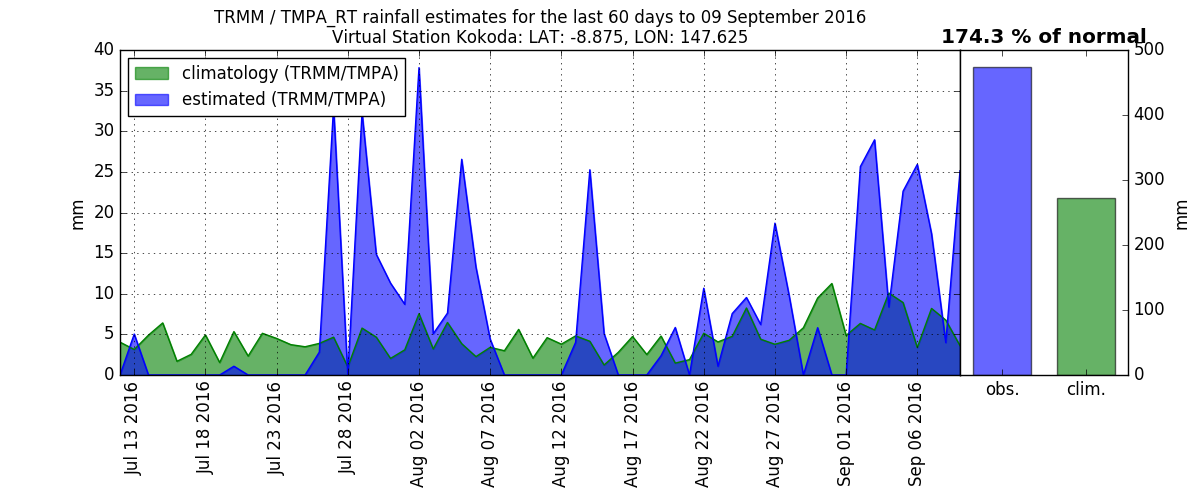 TRMM / TMPA_RT rainfall estimates for the last 60 days to 09 September 2016
Virtual Station Kokoda: LAT: -8.875, LON: 147.625
174.3 % of normal
climatology (TRMM/TMPA)
estimated (TRMM/TMPA)
40
35
30
25
20
15
10
5
0
mm
Jul 13 2016
Jul 18 2016
Jul 23 2016
Jul 28 2016
Aug 02 2016
Aug 07 2016
Aug 12 2016
Aug 17 2016
Aug 22 2016
Aug 27 2016
Sep 01 2016
Sep 06 2016
500
400
300
200
100
0
mm
obs.
clim.